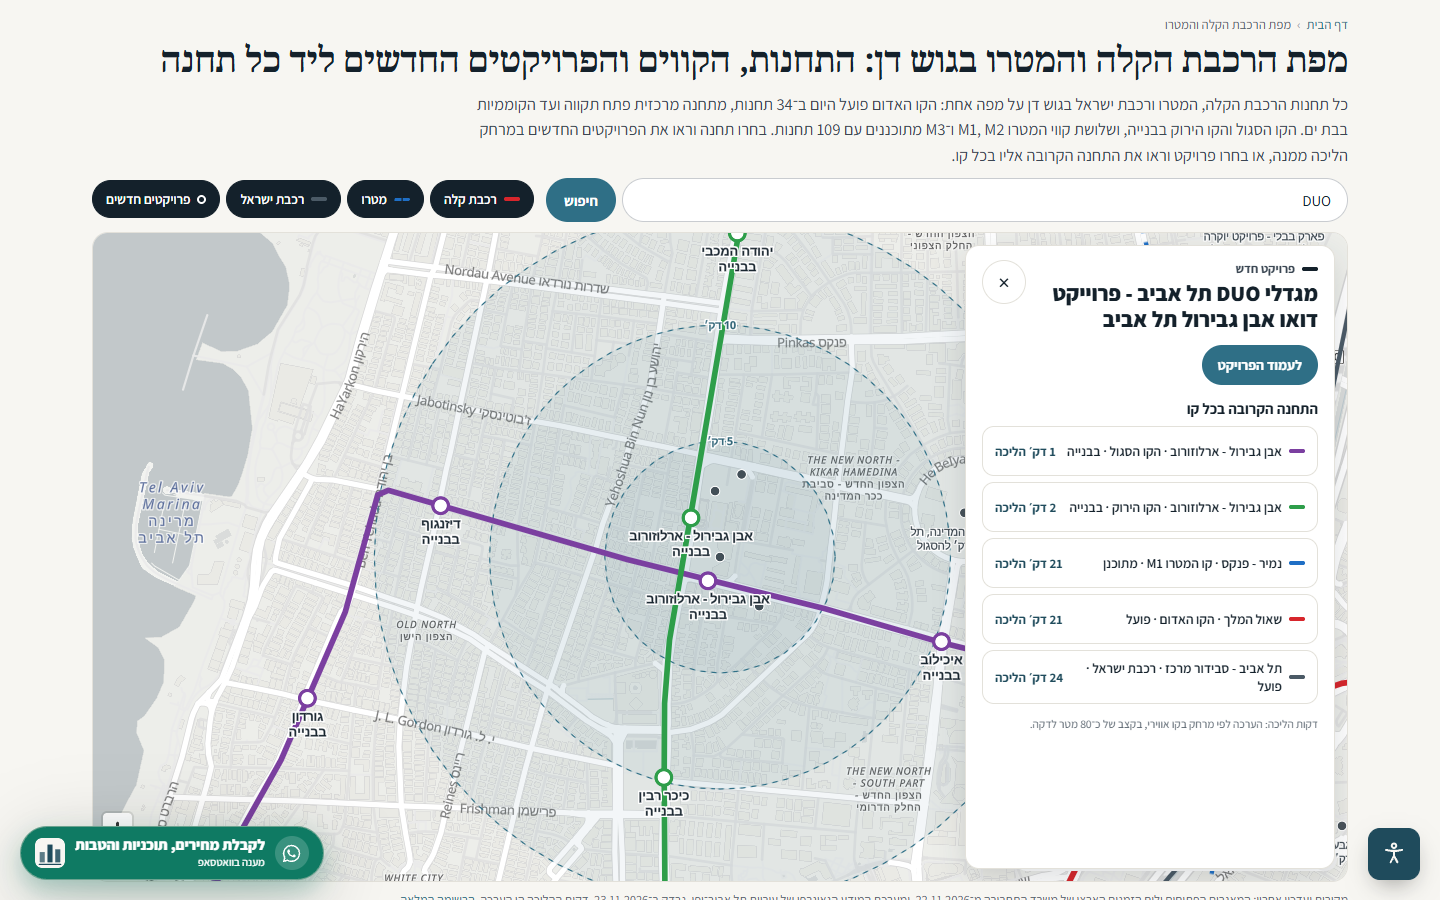 דף הבית › מפת הרכבת הקלה והמטרו
מפת הרכבת הקלה והמטרו בגוש דן: התחנות, הקווים והפרויקטים החדשים ליד כל תחנה
כל תחנות הרכבת הקלה, המטרו ורכבת ישראל בגוש דן על מפה אחת: הקו האדום פועל היום ב־34 תחנות, מתחנה מרכזית פתח תקווה ועד הקוממיות
בבת ים. הקו הסגול והקו הירוק בבנייה, ושלושת קווי המטרו M1, M2 ו־M3 מתוכננים עם 109 תחנות. בחרו תחנה וראו את הפרויקטים החדשים במרחק
הליכה ממנה, או בחרו פרויקט וראו את התחנה הקרובה אליו בכל קו.
DUO
חיפוש
רכבת קלה
מטרו
רכבת ישראל
פרויקטים חדשים
פארק בבלי - פרויקט יוקרה
פרויקט חדש
×
מגדלי DUO תל אביב - פרוייקט
דואו אבן גבירול תל אביב
לעמוד הפרויקט
התחנה הקרובה בכל קו
אבן גבירול - ארלוזורוב · הקו הסגול · בבנייה 1 דק׳ הליכה
אבן גבירול - ארלוזורוב · הקו הירוק · בבנייה 2 דק׳ הליכה
נמיר - פנקס · קו המטרו M1 · מתוכנן 21 דק׳ הליכה
שאול המלך · הקו האדום · פועל 21 דק׳ הליכה
תל אביב - סבידור מרכז · רכבת ישראל ·
פועל
24 דק׳ הליכה
דקות הליכה: הערכה לפי מרחק בקו אווירי, בקצב של כ־80 מטר לדקה.
הצפון החדש -
החלק הצפוני
יהודה המכבי
בבנייה
Nordau Avenue שדרות נורדאו
10 דק׳
Pinkas פנקס
HaYarkon הירקון
Jabotinsky ז'בוטינסקי
Yehoshua Bin Nun יהושע בן נון
5 דק׳
THE NEW NORTH -
KIKAR HAMEDINA
הצפון החדש - סביבת
ככר המדינה
Tel Aviv
Marina
מרינה
תל אביב
דיזנגוף
בבנייה
אבן גבירול - ארלוזורוב
בבנייה
המדינה, תל
ק׳ להסגול
אבן גבירול - ארלוזורוב
בבנייה
OLD NORTH
הצפון הישן
איכילוב
בבנייה
גורדון
בבנייה
J. L. Gordon י. ל. גורדון
Reines ריינס
כיכר רבין
בבנייה
Frishman פרישמן
THE NEW NORTH
- SOUTH PART
הצפון החדש -
החלק הדרומי
WHITE CITY
לקבלת מחירים, תוכניות והטבות
מענה בוואטסאפ